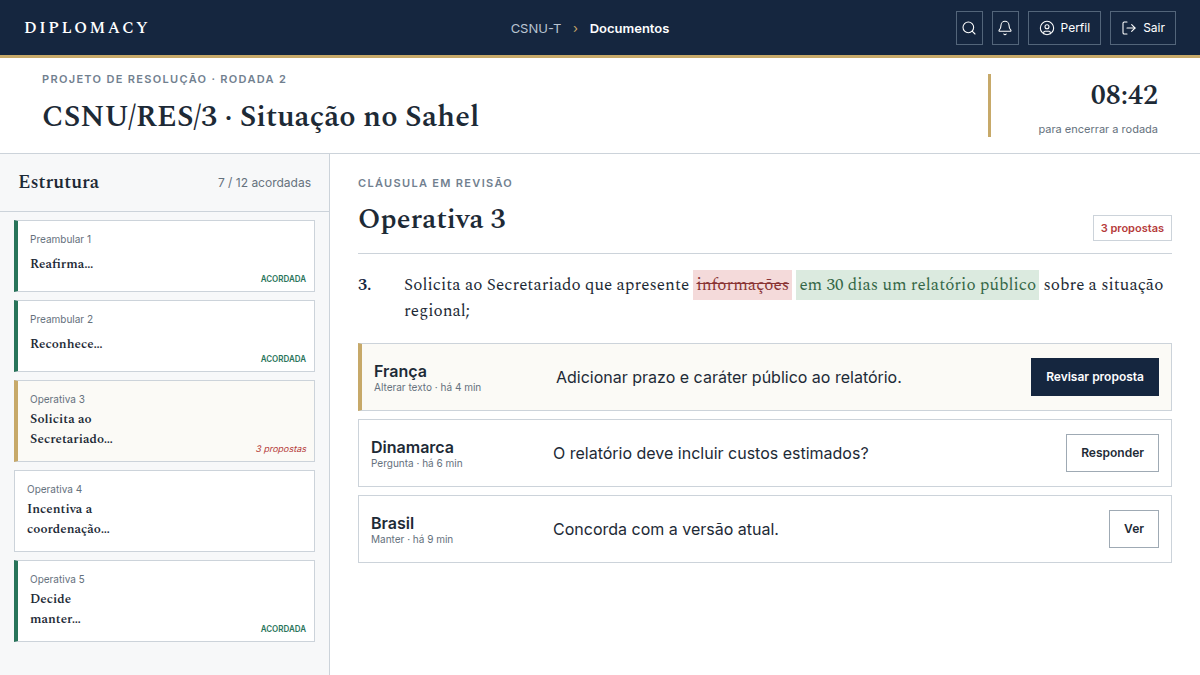 DIPLOMACY
CSNU-T › Documentos
Perfil
Sair
PROJETO DE RESOLUÇÃO · RODADA 2
CSNU/RES/3 · Situação no Sahel
08:42
para encerrar a rodada
Estrutura
7 / 12 acordadas
Preambular 1
Reafirma...
ACORDADA
Preambular 2
Reconhece...
ACORDADA
Operativa 3
Solicita ao
Secretariado...
3 propostas
Operativa 4
Incentiva a
coordenação...
Operativa 5
Decide
manter...
ACORDADA
CLÁUSULA EM REVISÃO
Operativa 3
3 propostas
3. Solicita ao Secretariado que apresente informações em 30 dias um relatório público sobre a situação
regional;
França
Alterar texto · há 4 min
Adicionar prazo e caráter público ao relatório.
Revisar proposta
Dinamarca
Pergunta · há 6 min
O relatório deve incluir custos estimados?
Responder
Brasil
Manter · há 9 min
Concorda com a versão atual.
Ver